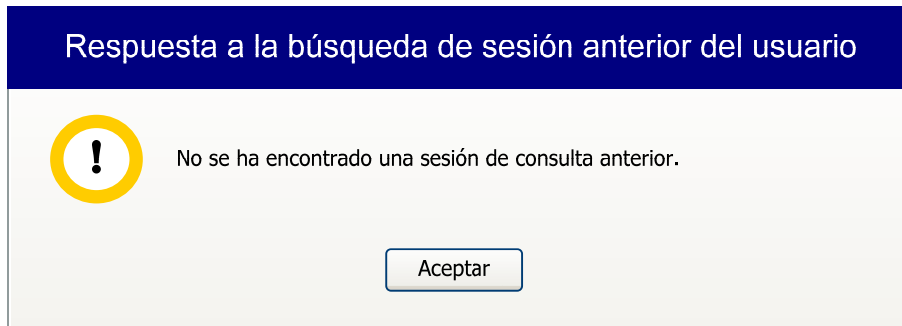 Respuesta a la búsqueda de sesión anterior del usuario
!
No se ha encontrado una sesión de consulta anterior.
Aceptar